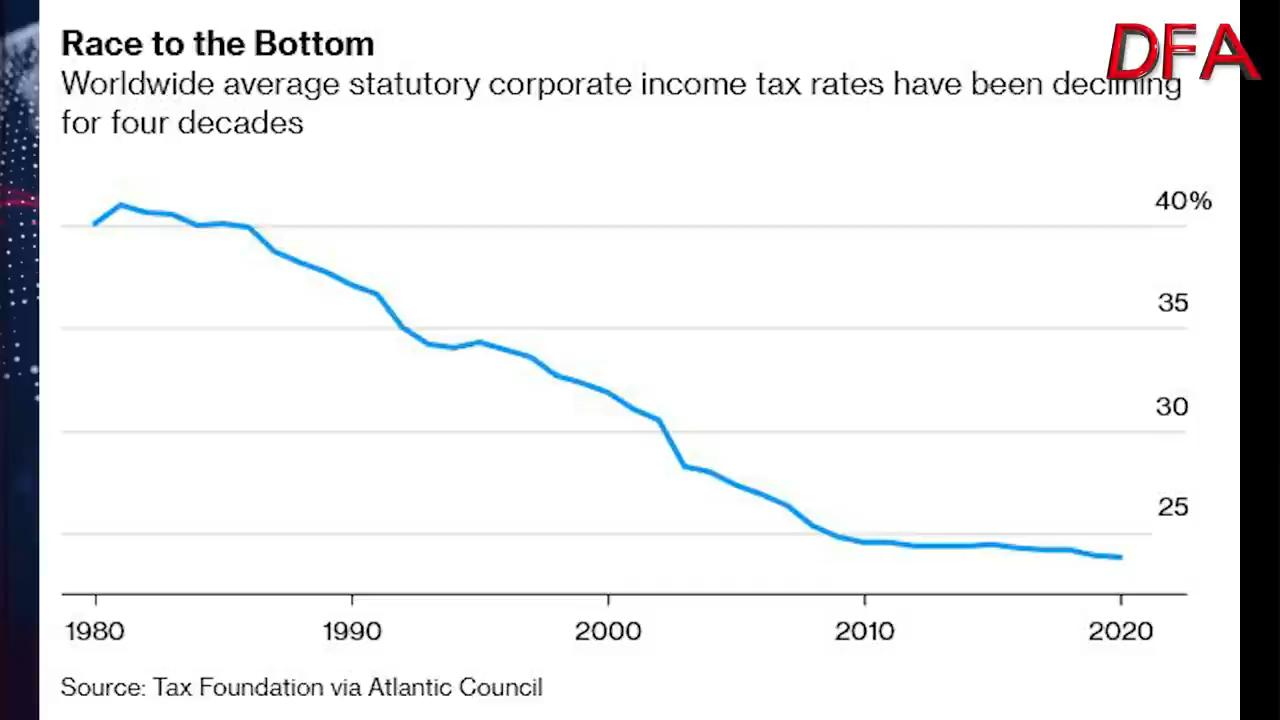 Race to the Bottom
DFA
Worldwide average statutory corporate income tax rates have been declining
for four decades
40%
35
30
25
1980 1990 2000 2010 2020
Source: Tax Foundation via Atlantic Council